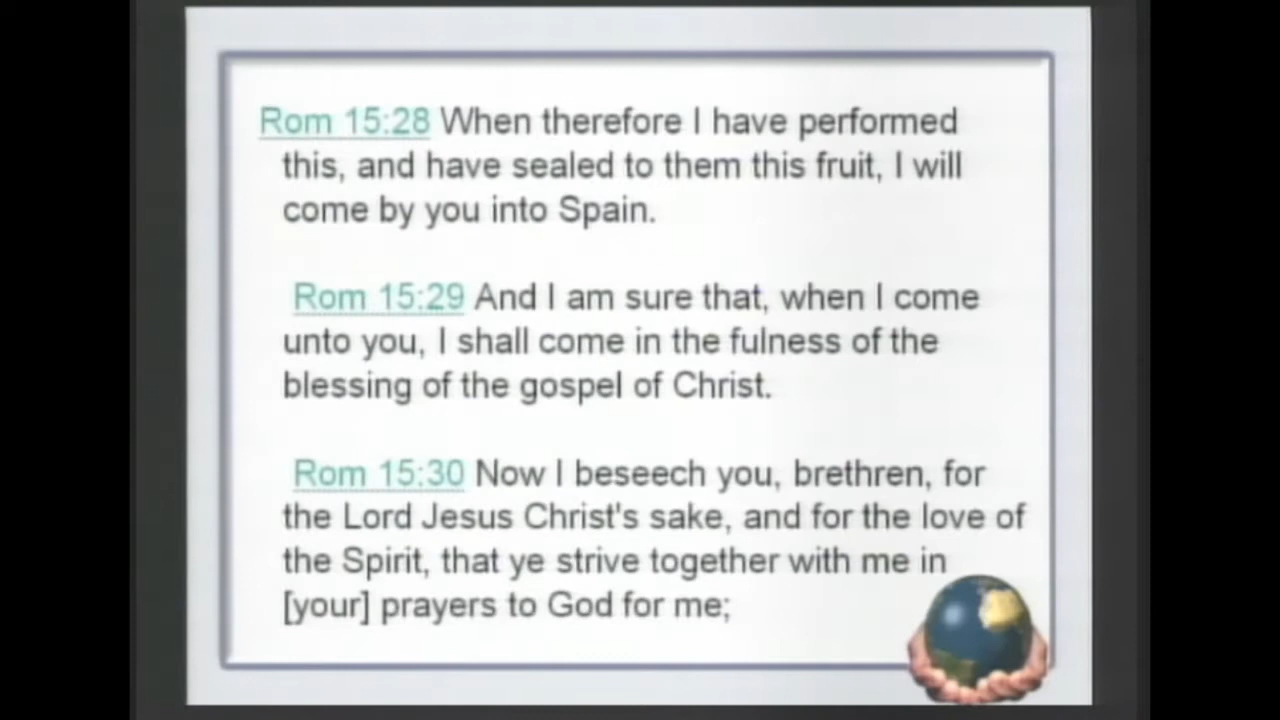 Rom 15:28 When therefore I have performed
this, and have sealed to them this fruit, I will
come by you into Spain.
Rom 15:29 And I am sure that, when I come
unto you, I shall come in the fulness of the
blessing of the gospel of Christ.
Rom 15:30 Now I beseech you, brethren, for
the Lord Jesus Christ's sake, and for the love of
the Spirit, that ye strive together with me in
[your] prayers to God for me;